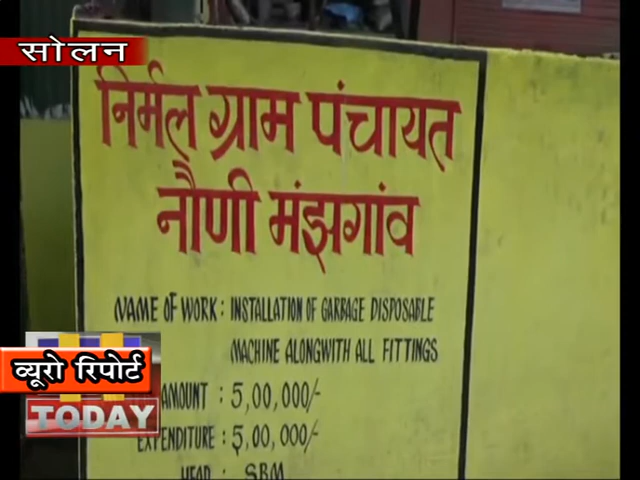 सोलन
निर्मल ग्राम पंचायत
नौणी मंझगांव
NAME OF WORK : INSTALLATION OF GARBAGE DISPOSABLE
MACHINE ALONGWITH ALL FITTINGS
AMOUNT : 5,00,000/-
EXPENDITURE : 5,00,000/-
HEAD : SBM
व्यूरो रिपोर्ट
TODAY